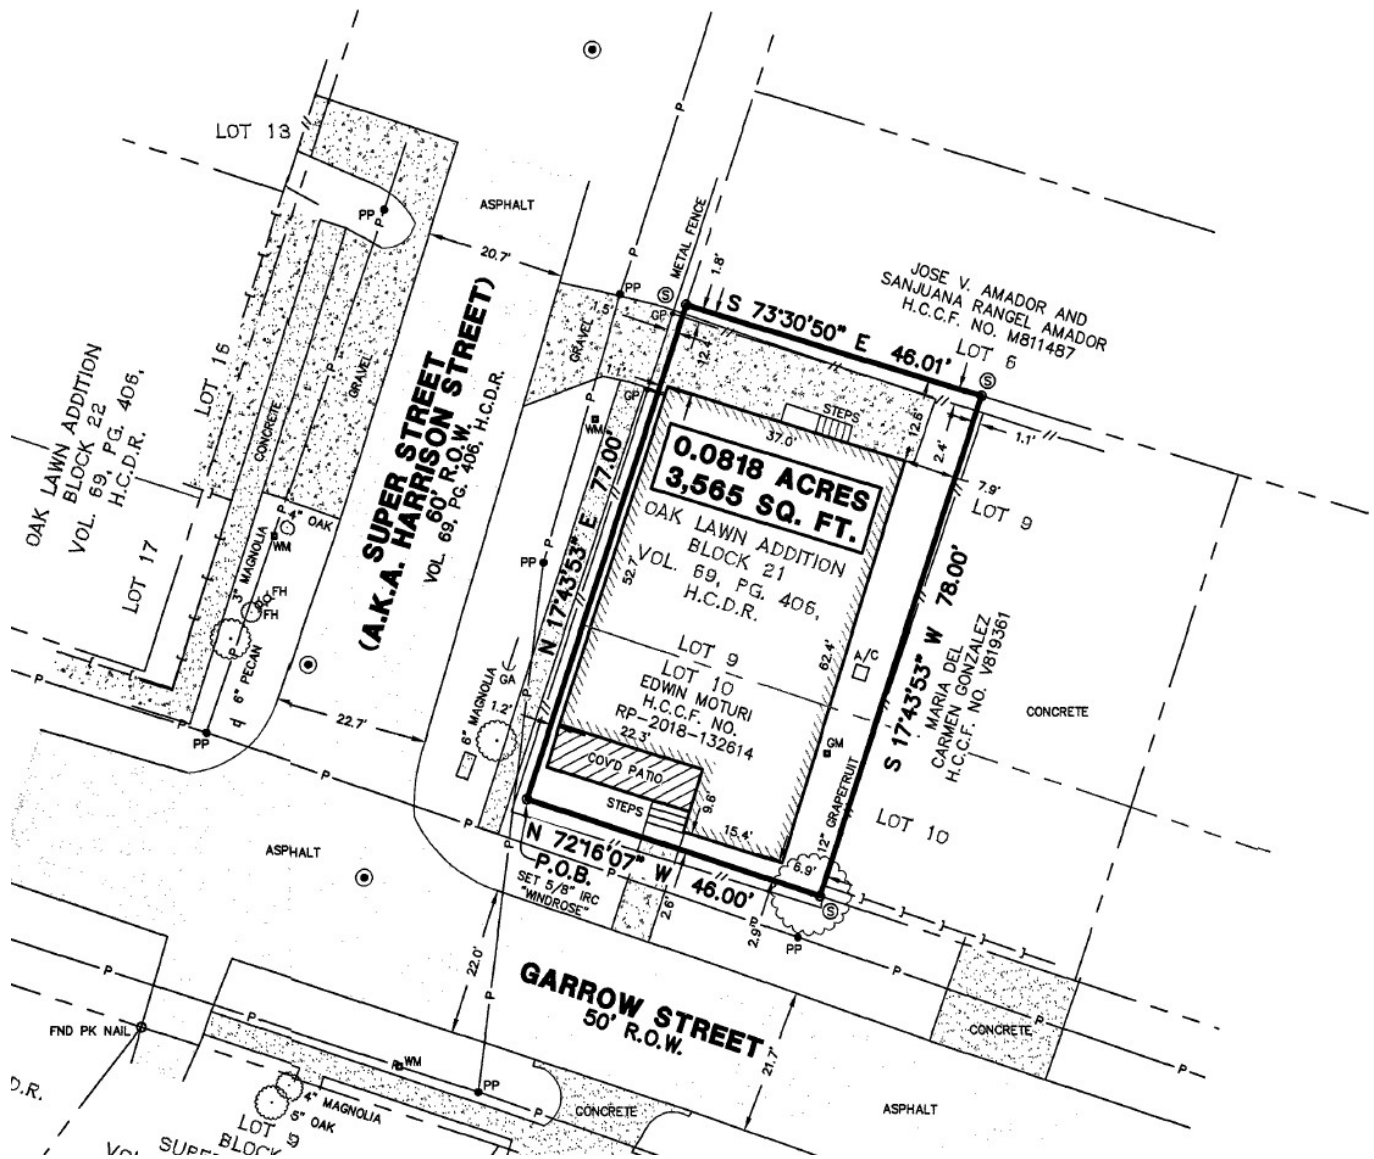 LOT 13
ASPHALT
PP
20.7'
METAL FENCE
1.8'
PP
S
1.5'
GP
GRAVEL
12.4'
S 73°30'50" E 46.01'
JOSE V. AMADOR AND
SANJUANA RANGEL AMADOR
H.C.C.F. NO. M811487
LOT 6
S
1.1'
GP
WM
STEPS
37.0'
12.6'
2.4'
1.1'
7.9'
LOT 9
OAK LAWN ADDITION
BLOCK 22
VOL. 69, PG. 406,
H.C.D.R.
LOT 16
LOT 17
CONCRETE
GRAVEL
SUPER STREET
(A.K.A. HARRISON STREET)
60' R.O.W.
VOL. 69, PG. 406, H.C.D.R.
4" OAK
WM
3" MAGNOLIA
FH
FH
6" PECAN
PP
22.7'
PP
N 17°43'53" E 77.00'
0.0818 ACRES
3,565 SQ. FT.
OAK LAWN ADDITION
BLOCK 21
VOL. 69, PG. 406,
H.C.D.R.
52.7'
LOT 9
LOT 10
EDWIN MOTURI
H.C.C.F. NO.
RP-2018-132614
62.4'
A/C
GM
S 17°43'53" W 78.00'
MARIA DEL
CARMEN GONZALEZ
H.C.C.F. NO. V819361
CONCRETE
LOT 10
GA
6" MAGNOLIA
1.2'
22.3'
COV'D PATIO
STEPS
9.6'
15.4'
12" GRAPEFRUIT
6.9'
S
N 72°16'07" W 46.00'
P.O.B.
SET 5/8" IRC
"WINDROSE"
2.6'
2.9'
PP
ASPHALT
22.0'
GARROW STREET
50' R.O.W.
21.7'
CONCRETE
ASPHALT
FND PK NAIL
WM
PP
CONCRETE
4" MAGNOLIA
5" OAK
D.R.
LOT 9
BLOCK